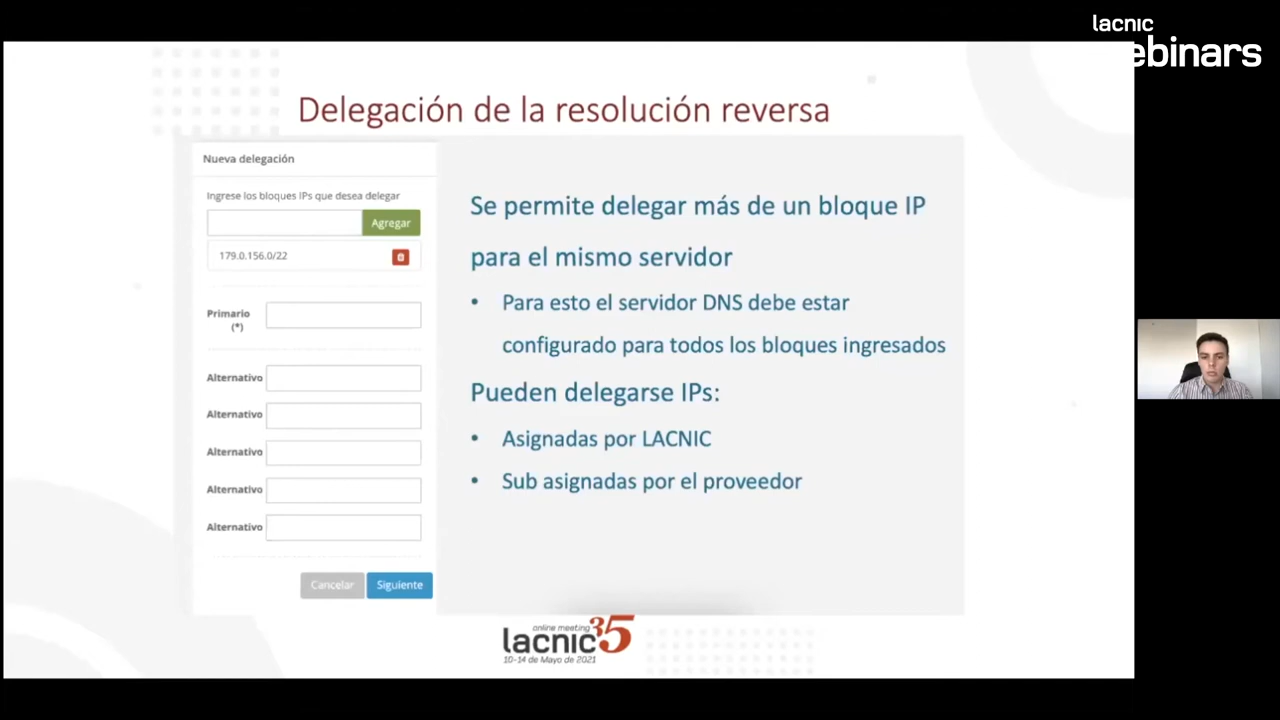 lacnic
ebinars
Delegación de la resolución reversa
Nueva delegación
Ingrese los bloques IPs que desea delegar
Agregar
179.0.156.0/22
Primario
(*)
Alternativo
Alternativo
Alternativo
Alternativo
Alternativo
Cancelar
Siguiente
Se permite delegar más de un bloque IP
para el mismo servidor
• Para esto el servidor DNS debe estar
configurado para todos los bloques ingresados
Pueden delegarse IPs:
• Asignadas por LACNIC
• Sub asignadas por el proveedor
online meeting
lacnic35
10-14 de Mayo de 2021